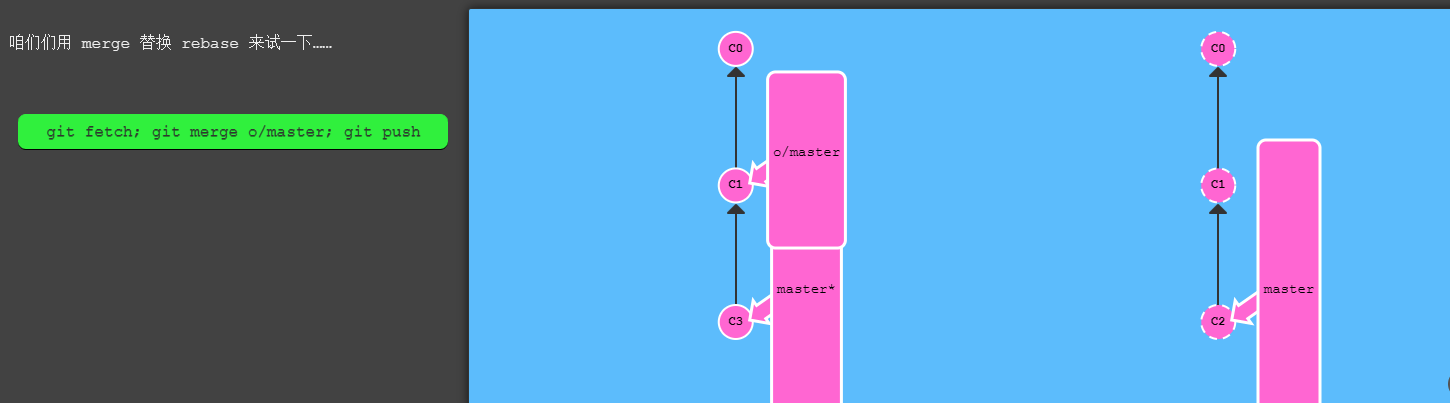 咱们们用 merge 替换 rebase 来试一下……
git fetch; git merge o/master; git push
C0
o/master
C1
master*
C3
C0
C1
master
C2